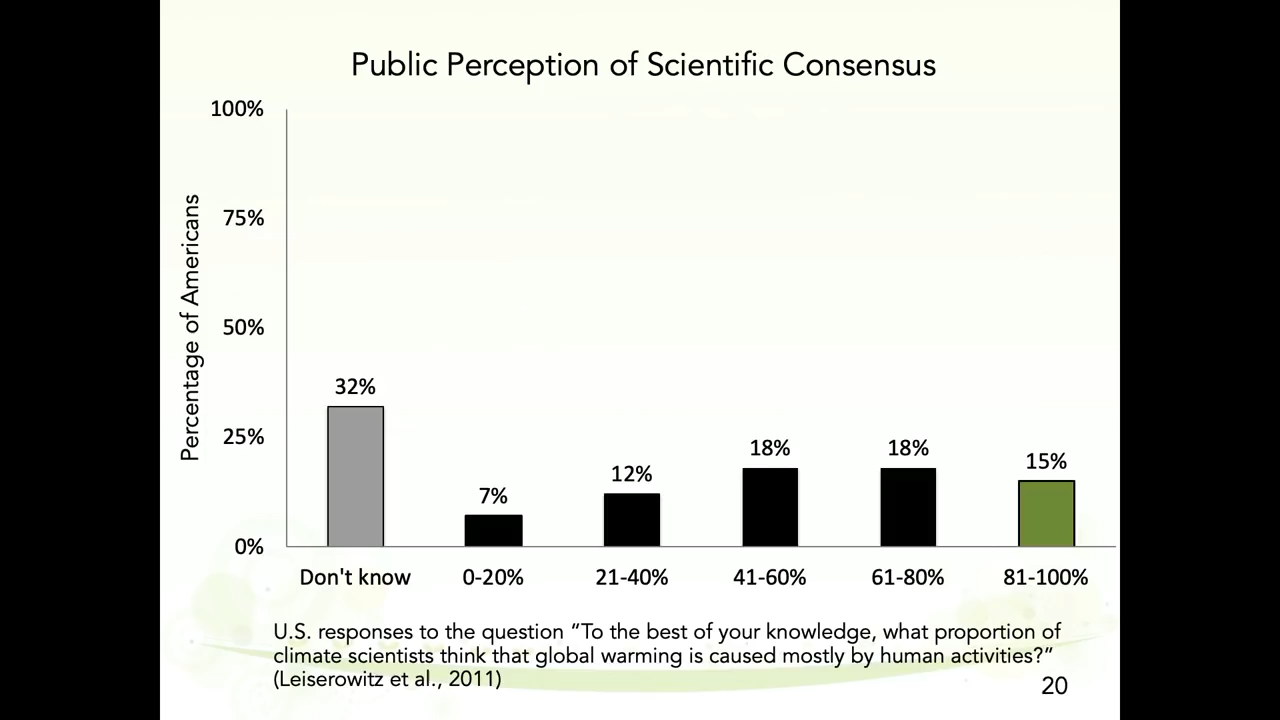 Public Perception of Scientific Consensus
100%
75%
50%
25%
0%
Percentage of Americans
32%
7%
12%
18%
18%
15%
Don't know
0-20%
21-40%
41-60%
61-80%
81-100%
U.S. responses to the question ”To the best of your knowledge, what proportion of
climate scientists think that global warming is caused mostly by human activities?”
(Leiserowitz et al., 2011)
20